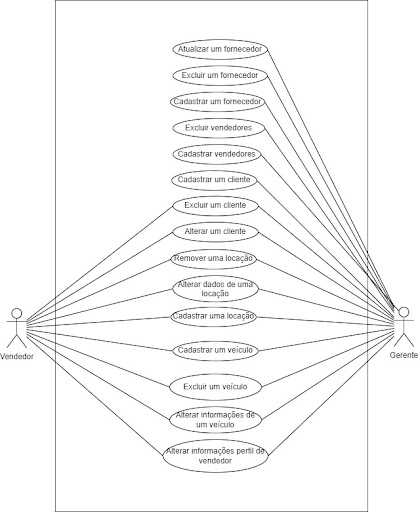 Atualizar um fornecedor
Excluir um fornecedor
Cadastrar um fornecedor
Excluir vendedores
Cadastrar vendedores
Cadastrar um cliente
Excluir um cliente
Alterar um cliente
Remover uma locação
Alterar dados de uma
locação
Cadastrar uma locação
Vendedor
Gerente
Cadastrar um veículo
Excluir um veículo
Alterar informações de
um veículo
Alterar informações perfil de
vendedor